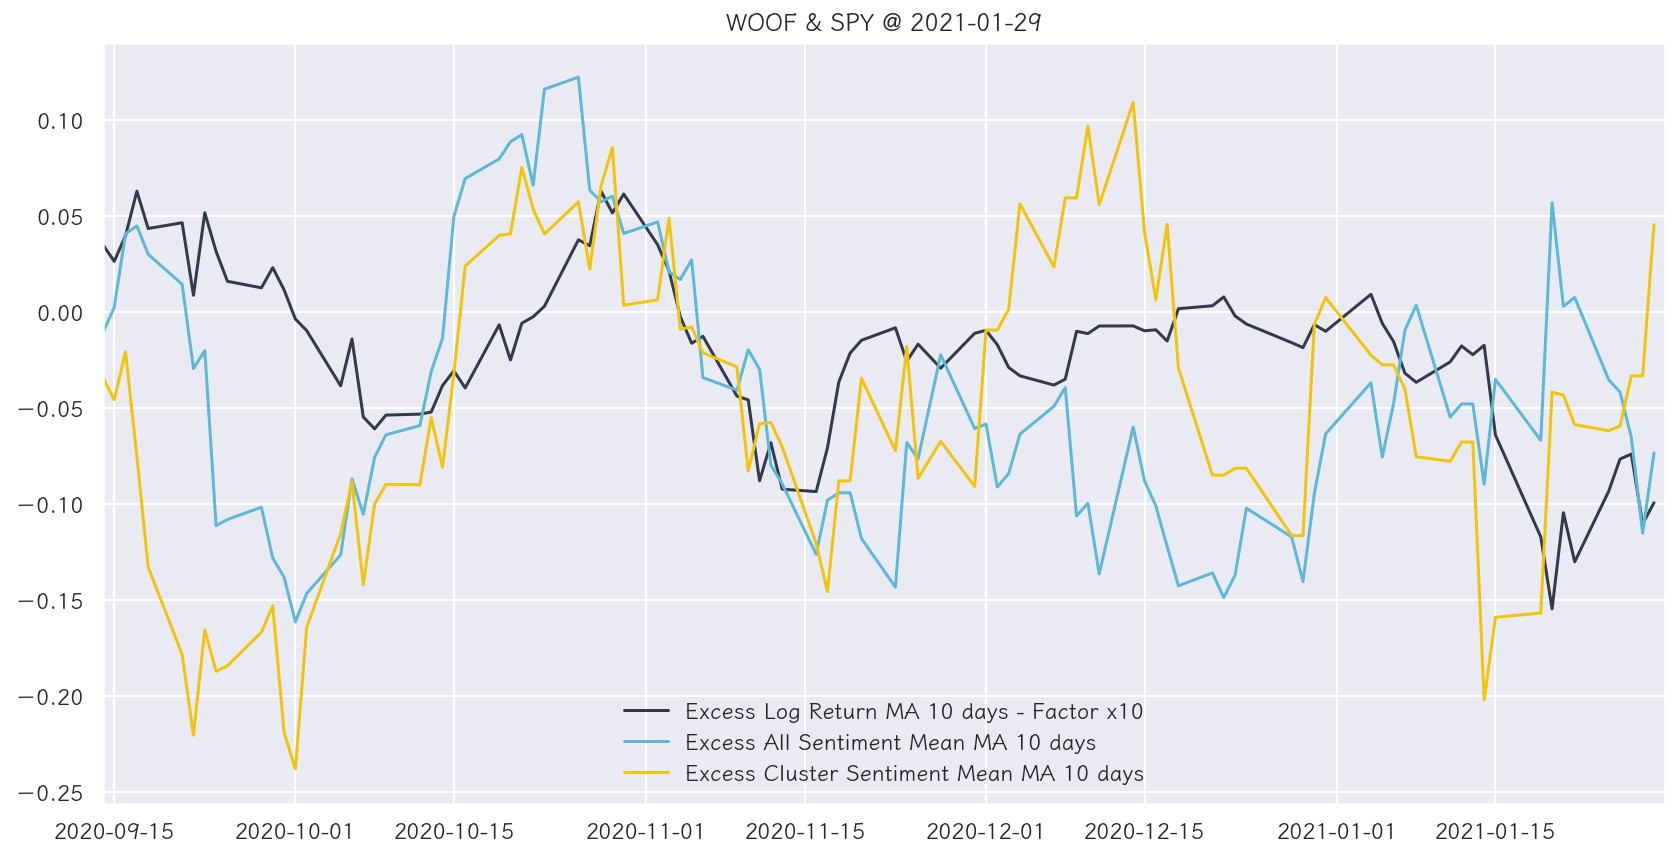 WOOF & SPY @ 2021-01-29
0.10
0.05
0.00
−0.05
−0.10
−0.15
−0.20
−0.25
Excess Log Return MA 10 days - Factor x10
Excess All Sentiment Mean MA 10 days
Excess Cluster Sentiment Mean MA 10 days
2020-09-15 2020-10-01 2020-10-15 2020-11-01 2020-11-15 2020-12-01 2020-12-15 2021-01-01 2021-01-15